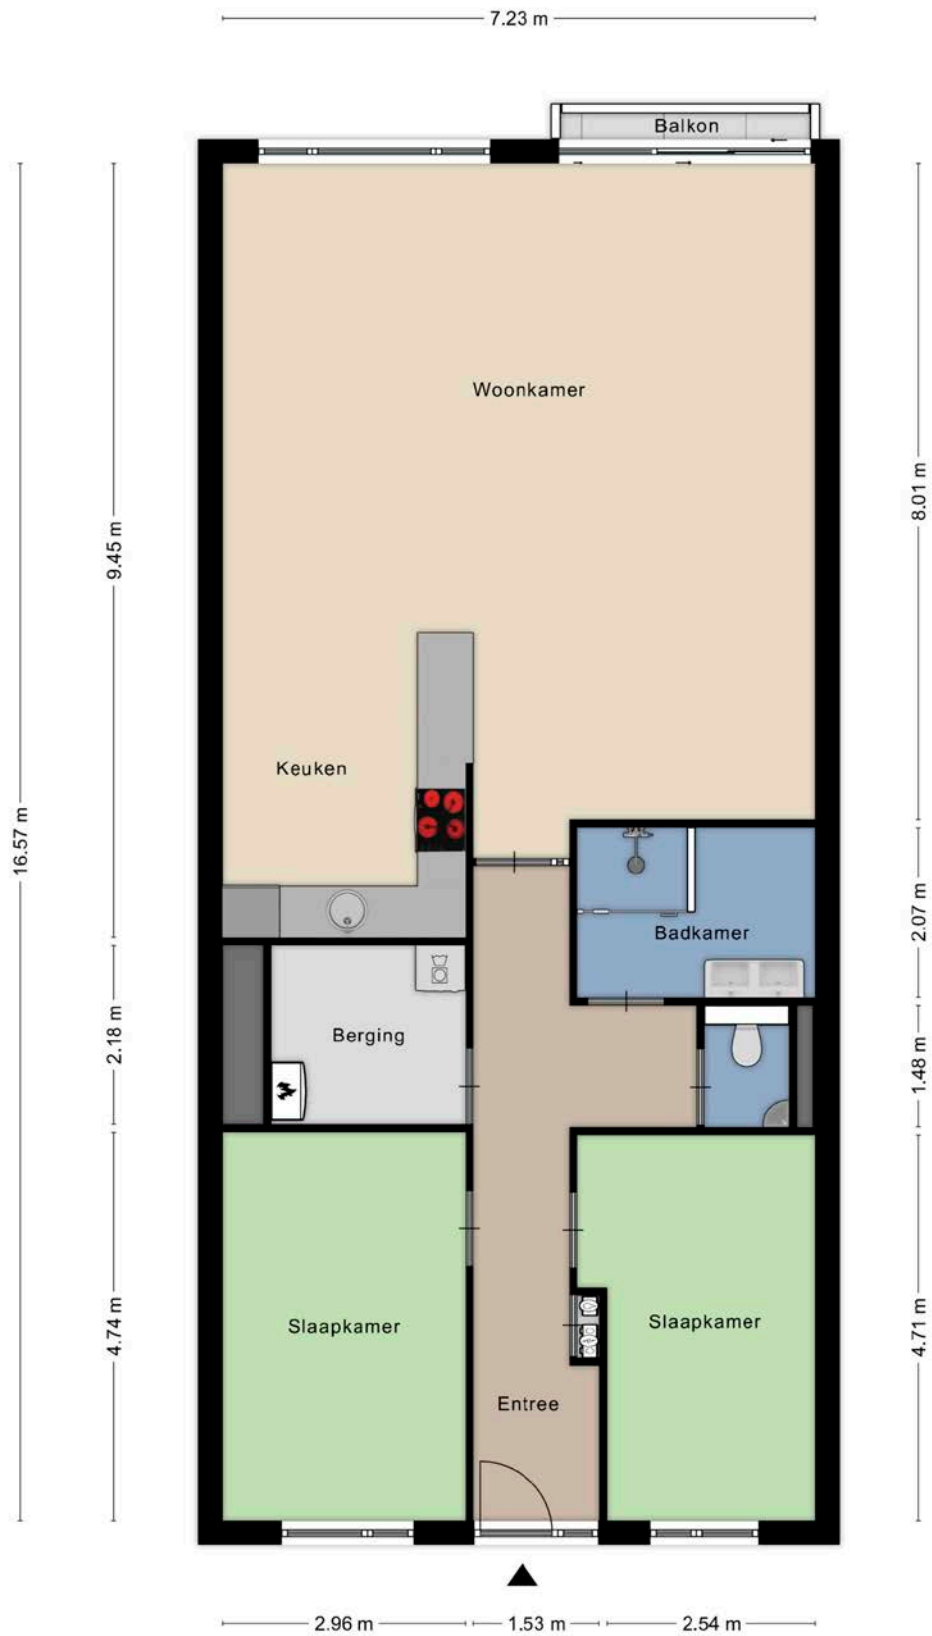 7.23 m
Balkon
Woonkamer
8.01 m
9.45 m
Keuken
16.57 m
2.07 m
Badkamer
Berging
2.18 m
1.48 m
Slaapkamer
Slaapkamer
4.74 m
4.71 m
Entree
2.96 m
1.53 m
2.54 m